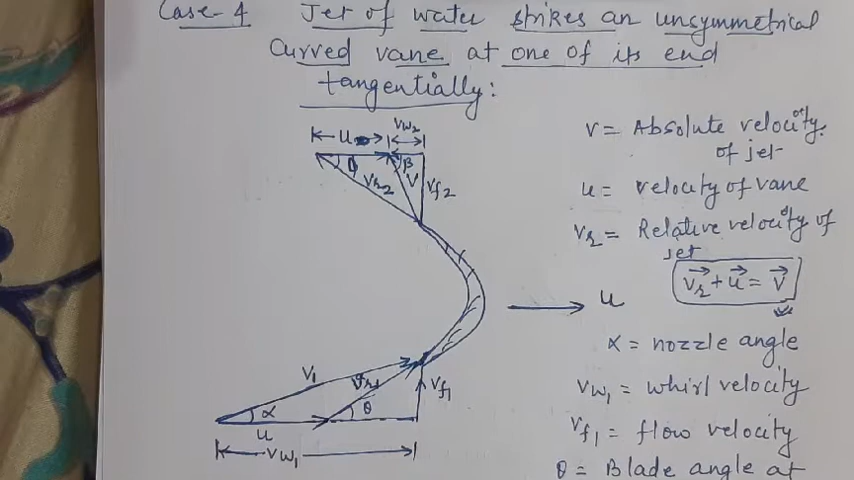 Case-4 Jet of water strikes an unsymmetrical
Curved vane at one of its end
tangentially:
u
Vw2
ϕ
β
Vr2
V
Vf2
V = Absolute velocity
of jet
u = velocity of vane
Vr = Relative velocity of
jet
Vr + u = V
u
α = nozzle angle
V1
Vr1
Vf1
α
θ
u
Vw1
Vw1 = whirl velocity
Vf1 = flow velocity
θ = Blade angle at